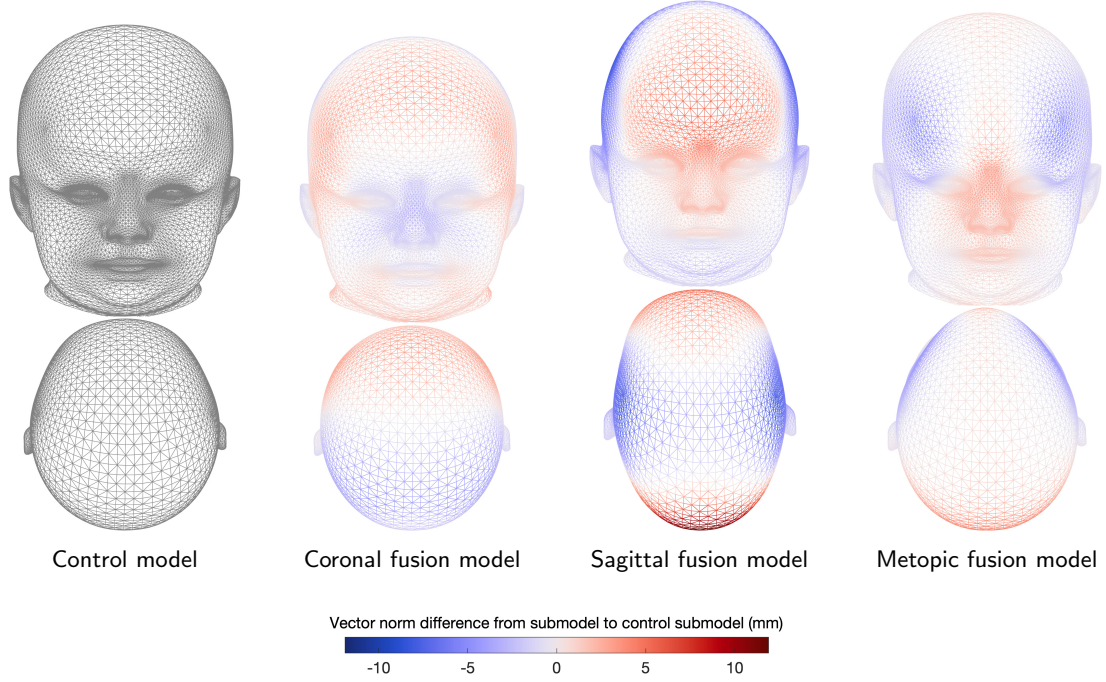 Control model
Coronal fusion model
Sagittal fusion model
Metopic fusion model
Vector norm difference from submodel to control submodel (mm)
-10 -5 0 5 10